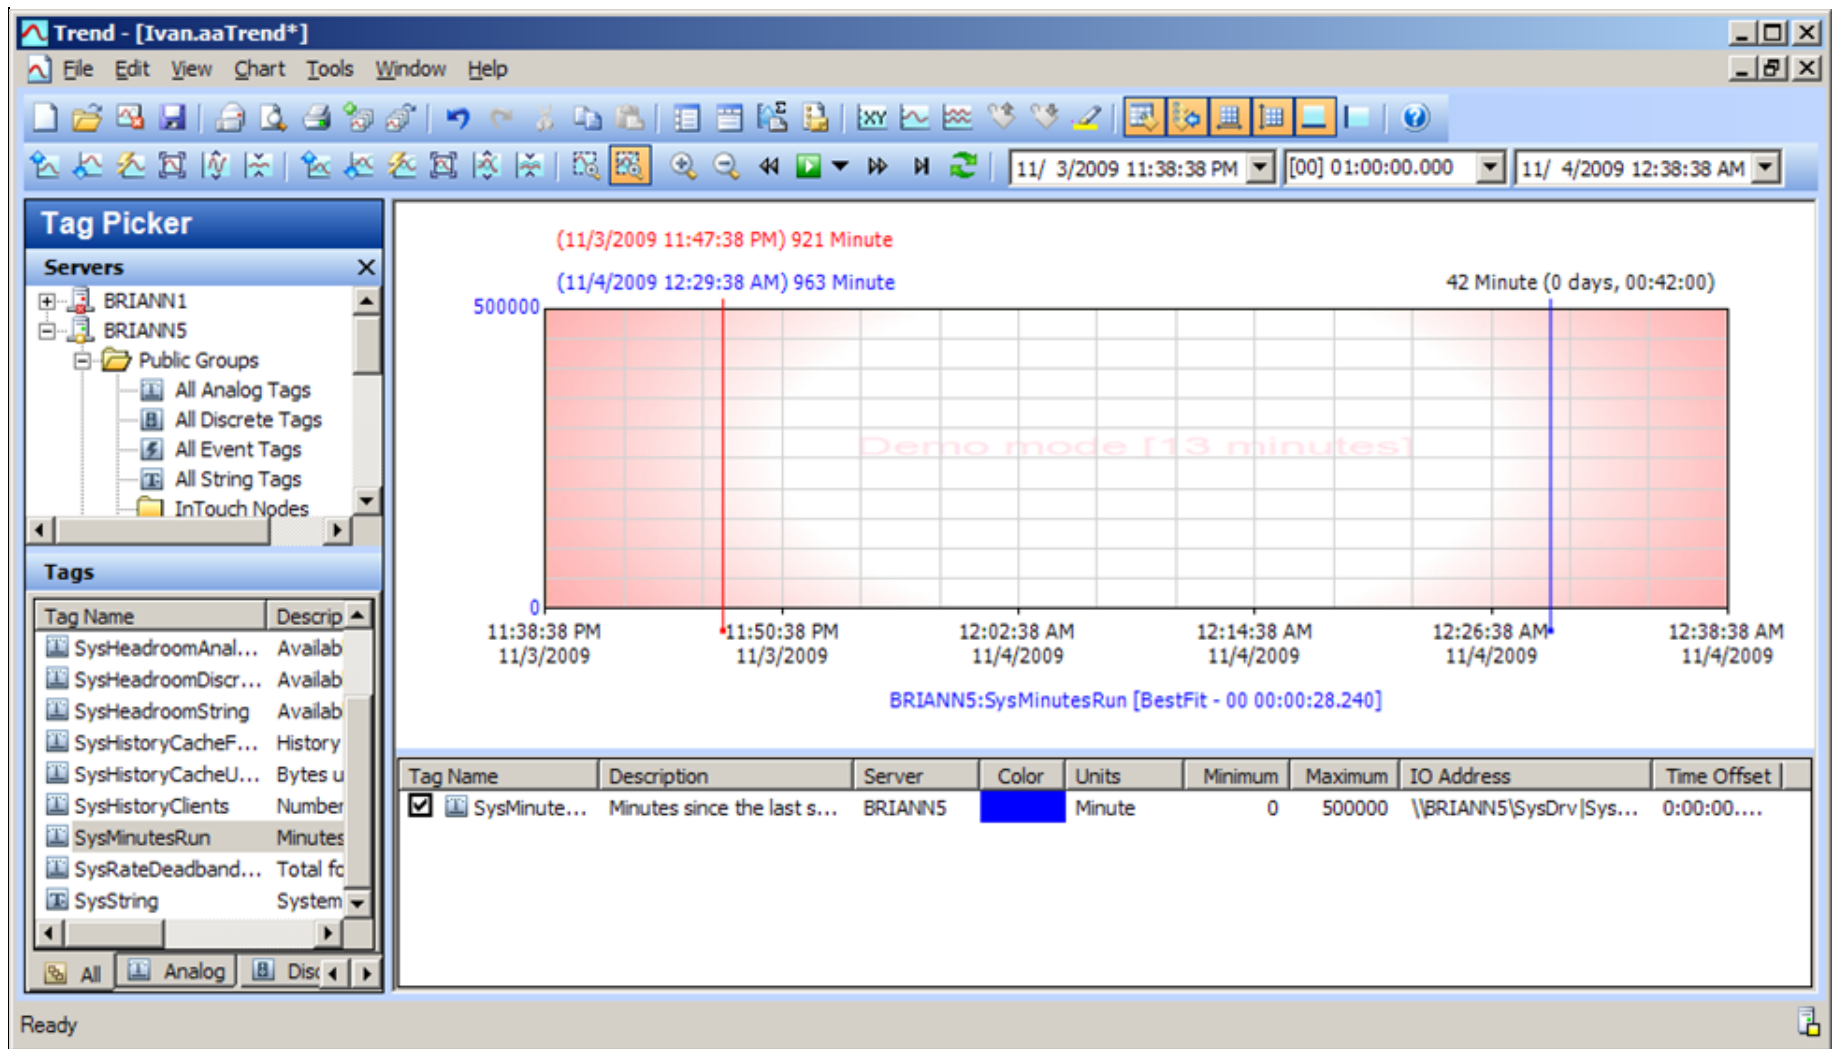 Trend - [Ivan.aaTrend*]
File Edit View Chart Tools Window Help
XY
11/ 3/2009 11:38:38 PM [00] 01:00:00.000 11/ 4/2009 12:38:38 AM
Tag Picker
Servers
BRIANN1
BRIANN5
Public Groups
All Analog Tags
All Discrete Tags
All Event Tags
All String Tags
InTouch Nodes
Tags
Tag Name Descrip
SysHeadroomAnal... Availab
SysHeadroomDiscr... Availab
SysHeadroomString Availab
SysHistoryCacheF... History
SysHistoryCacheU... Bytes u
SysHistoryClients Number
SysMinutesRun Minutes
SysRateDeadband... Total fo
SysString System
All Analog Disc
(11/3/2009 11:47:38 PM) 921 Minute
(11/4/2009 12:29:38 AM) 963 Minute
42 Minute (0 days, 00:42:00)
500000
Demo mode [13 minutes]
0
11:38:38 PM 11:50:38 PM 12:02:38 AM 12:14:38 AM 12:26:38 AM 12:38:38 AM
11/3/2009 11/3/2009 11/4/2009 11/4/2009 11/4/2009 11/4/2009
BRIANN5:SysMinutesRun [BestFit - 00 00:00:28.240]
Tag Name Description Server Color Units Minimum Maximum IO Address Time Offset
SysMinute... Minutes since the last s... BRIANN5 Minute 0 500000 \\BRIANN5\SysDrv|Sys... 0:00:00....
Ready